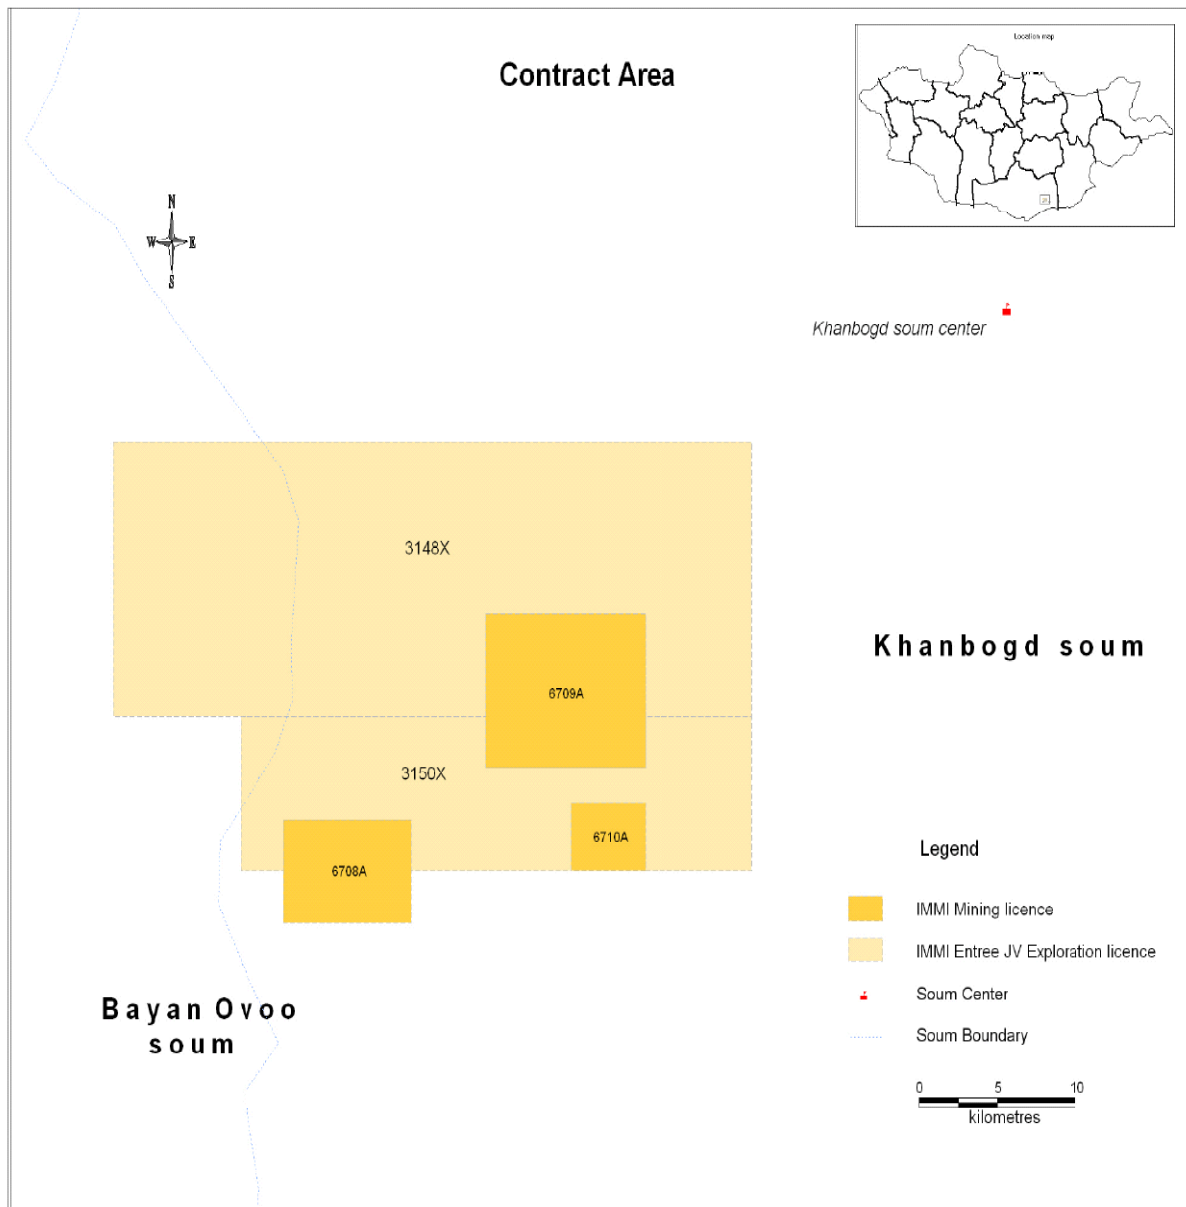 Location map
Contract Area
N
W E
S
Khanbogd soum center
3148X
Khanbogd soum
6709A
3150X
6710A
6708A
Legend
IMMI Mining licence
IMMI Entree JV Exploration licence
Soum Center
Soum Boundary
Bayan Ovoo
soum
0 5 10
kilometres